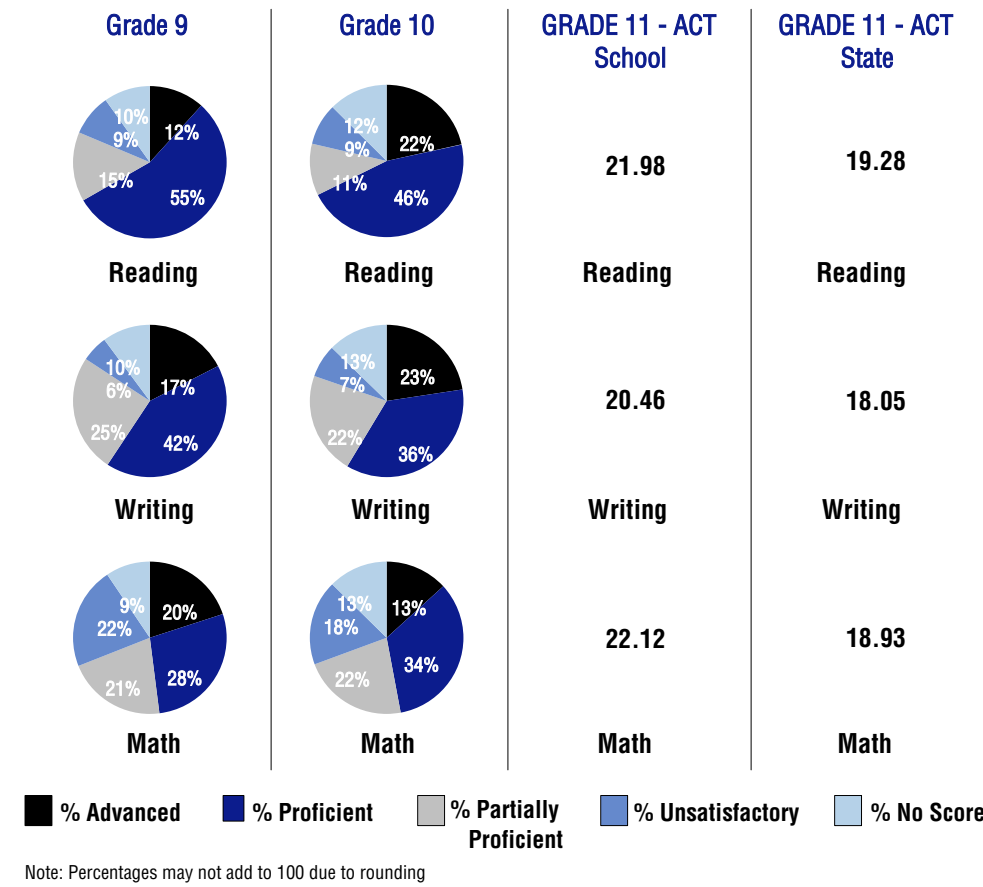 Grade 9
Grade 10
GRADE 11 - ACT
School
GRADE 11 - ACT
State
10%
12%
9%
15%
55%
12%
22%
9%
11%
46%
21.98
19.28
Reading
Reading
Reading
Reading
10%
17%
6%
25%
42%
13%
23%
7%
22%
36%
20.46
18.05
Writing
Writing
Writing
Writing
9%
20%
22%
21%
28%
13%
13%
18%
22%
34%
22.12
18.93
Math
Math
Math
Math
% Advanced
% Proficient
% Partially
Proficient
% Unsatisfactory
% No Score
Note: Percentages may not add to 100 due to rounding